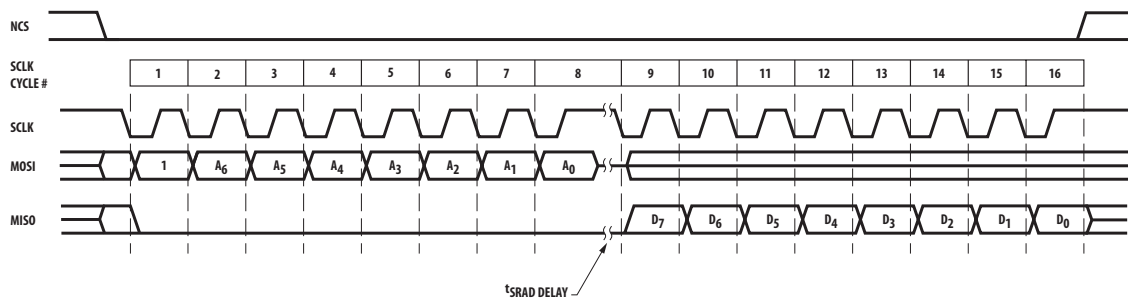 NCS
SCLK
CYCLE #
1 2 3 4 5 6 7 8 9 10 11 12 13 14 15 16
SCLK
MOSI 1 A6 A5 A4 A3 A2 A1 A0
MISO D7 D6 D5 D4 D3 D2 D1 D0
tSRAD DELAY